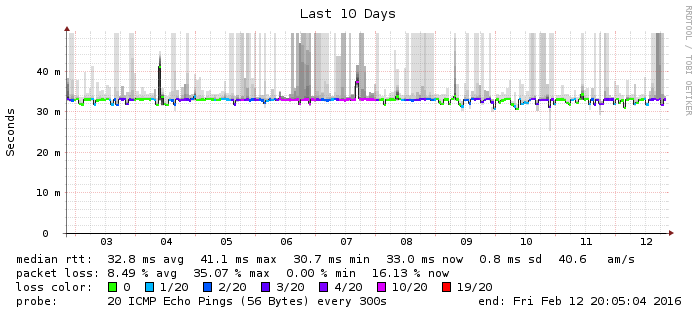 Last 10 Days
RRDTOOL / TOBI OETIKER
Seconds
40 m
30 m
20 m
10 m
0
03 04 05 06 07 08 09 10 11 12
median rtt: 32.8 ms avg 41.1 ms max 30.7 ms min 33.0 ms now 0.8 ms sd 40.6 am/s
packet loss: 8.49 % avg 35.07 % max 0.00 % min 16.13 % now
loss color: 0 1/20 2/20 3/20 4/20 10/20 19/20
probe: 20 ICMP Echo Pings (56 Bytes) every 300s end: Fri Feb 12 20:05:04 2016